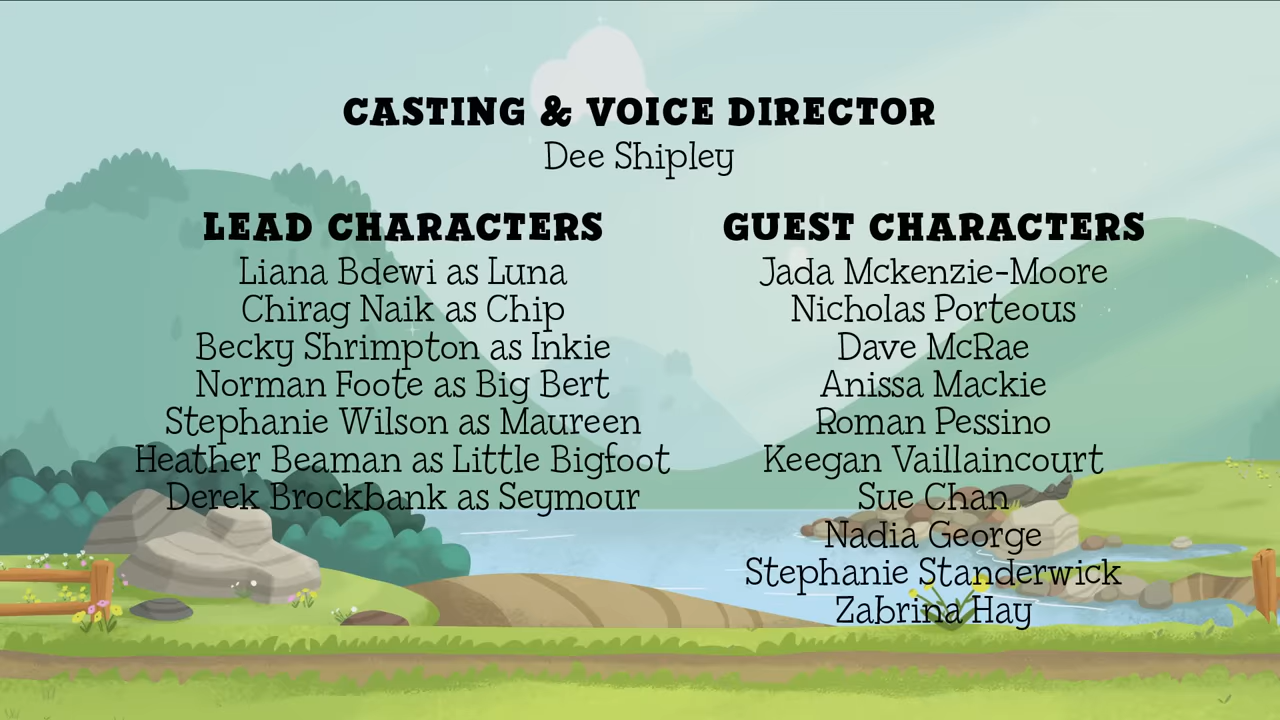 CASTING & VOICE DIRECTOR
Dee Shipley
LEAD CHARACTERS
Liana Bdewi as Luna
Chirag Naik as Chip
Becky Shrimpton as Inkie
Norman Foote as Big Bert
Stephanie Wilson as Maureen
Heather Beaman as Little Bigfoot
Derek Brockbank as Seymour
GUEST CHARACTERS
Jada Mckenzie-Moore
Nicholas Porteous
Dave McRae
Anissa Mackie
Roman Pessino
Keegan Vaillaincourt
Sue Chan
Nadia George
Stephanie Standerwick
Zabrina Hay